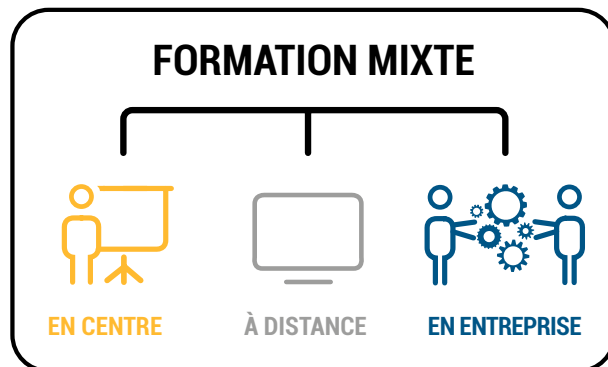 FORMATION MIXTE
EN CENTRE
À DISTANCE
EN ENTREPRISE